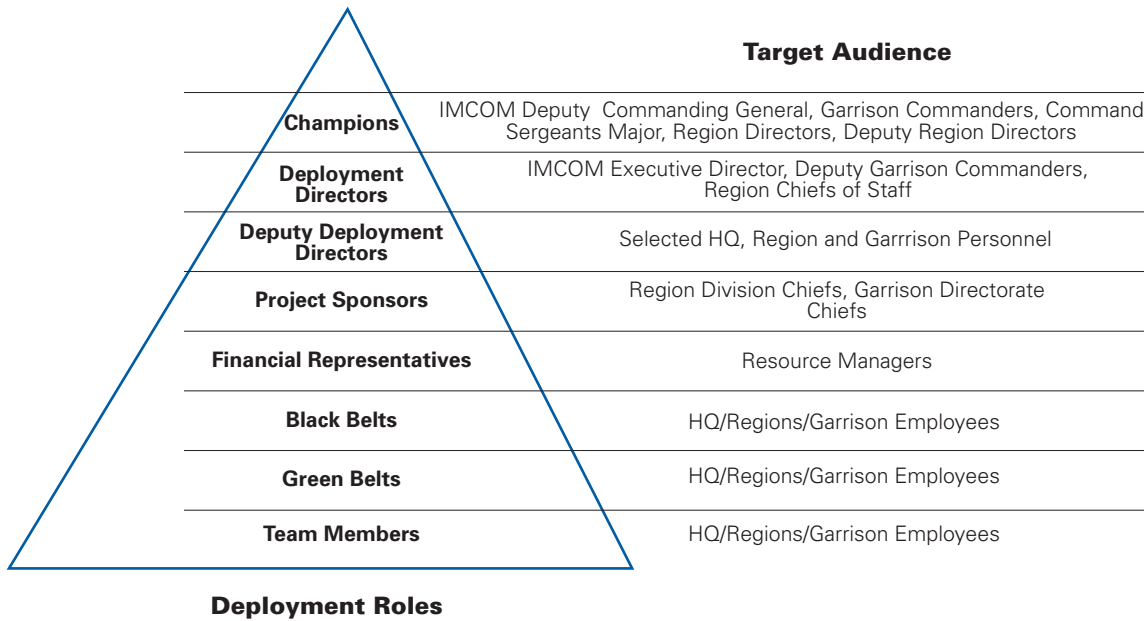 Target Audience
Champions
IMCOM Deputy Commanding General, Garrison Commanders, Command
Sergeants Major, Region Directors, Deputy Region Directors
Deployment
Directors
IMCOM Executive Director, Deputy Garrison Commanders,
Region Chiefs of Staff
Deputy Deployment
Directors
Selected HQ, Region and Garrrison Personnel
Project Sponsors
Region Division Chiefs, Garrison Directorate
Chiefs
Financial Representatives
Resource Managers
Black Belts
HQ/Regions/Garrison Employees
Green Belts
HQ/Regions/Garrison Employees
Team Members
HQ/Regions/Garrison Employees
Deployment Roles